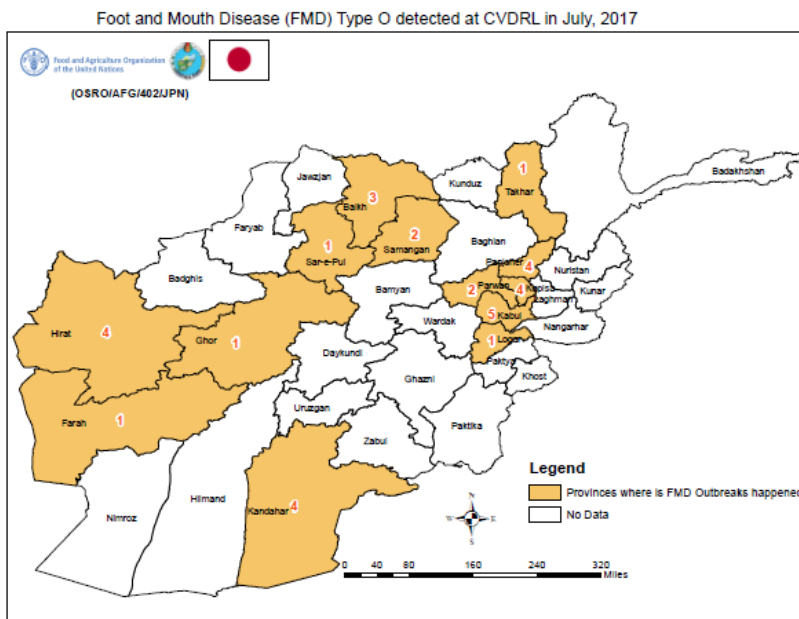 Foot and Mouth Disease (FMD) Type O detected at CVDRL in July, 2017
Food and Agriculture Organization
of the United Nations
(OSRO/AFG/402/JPN)
Jawzjan
Kunduz
1
Takhar
Badakhshan
3
Balkh
Faryab
2
Samangan
1
Sar-e-Pul
Baghlan
Panjsher
4
Nuristan
Badghis
Bamyan
2
Parwan
4
Kapisa
Kunar
Laghman
Hirat
4
Ghor
1
Wardak
5
Kabul
Nangarhar
1
Logar
Daykundi
Paktya
Khost
Ghazni
Farah
1
Uruzgan
Paktika
Zabul
Nimroz
Hilmand
Kandahar
4
N
W
E
S
Legend
Provinces where is FMD Outbreaks happened
No Data
0 40 80 160 240 320
Miles